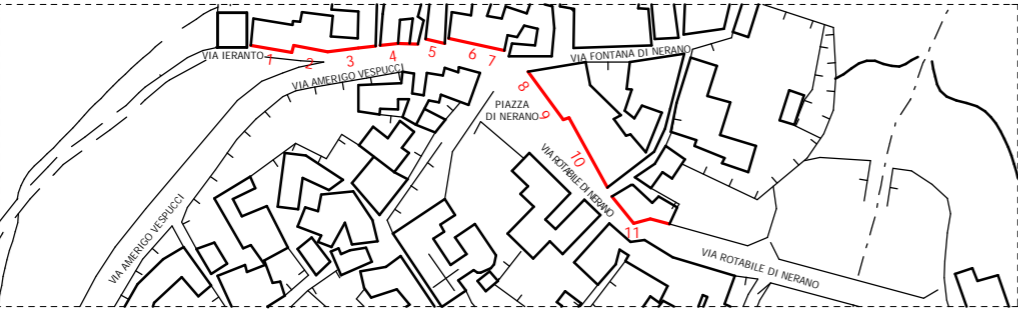 VIA IERANTO
1
2
3
4
5
6
7
VIA FONTANA DI NERANO
VIA AMERIGO VESPUCCI
8
PIAZZA
DI NERANO
9
10
VIA ROTABILE DI NERANO
11
VIA AMERIGO VESPUCCI
VIA ROTABILE DI NERANO